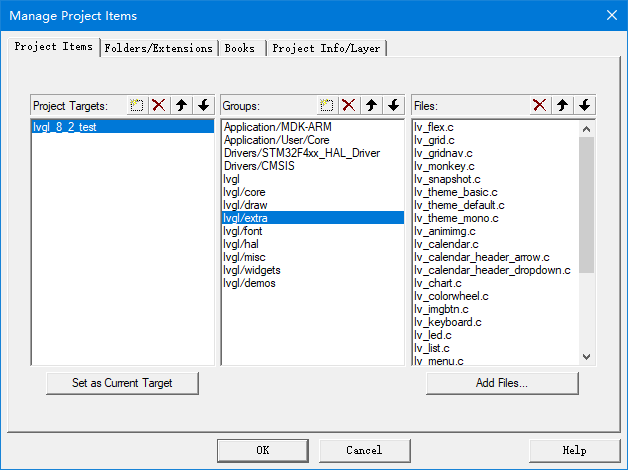 Manage Project Items
Project Items
Folders/Extensions
Books
Project Info/Layer
Project Targets:
lvgl_8_2_test
Set as Current Target
Groups:
Application/MDK-ARM
Application/User/Core
Drivers/STM32F4xx_HAL_Driver
Drivers/CMSIS
lvgl
lvgl/core
lvgl/draw
lvgl/extra
lvgl/font
lvgl/hal
lvgl/misc
lvgl/widgets
lvgl/demos
Files:
lv_flex.c
lv_grid.c
lv_gridnav.c
lv_monkey.c
lv_snapshot.c
lv_theme_basic.c
lv_theme_default.c
lv_theme_mono.c
lv_animimg.c
lv_calendar.c
lv_calendar_header_arrow.c
lv_calendar_header_dropdown.c
lv_chart.c
lv_colorwheel.c
lv_imgbtn.c
lv_keyboard.c
lv_led.c
lv_list.c
lv_menu.c
Add Files...
OK
Cancel
Help